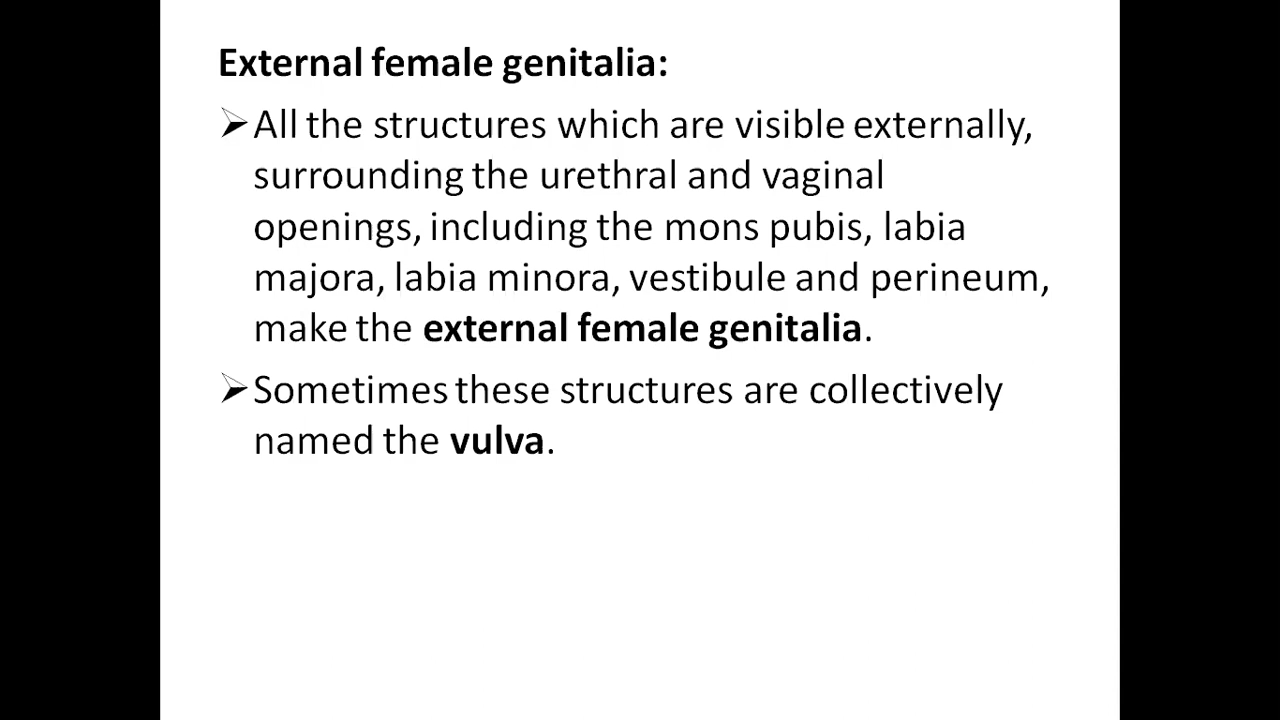 External female genitalia:
➢All the structures which are visible externally,
surrounding the urethral and vaginal
openings, including the mons pubis, labia
majora, labia minora, vestibule and perineum,
make the external female genitalia.
➢Sometimes these structures are collectively
named the vulva.